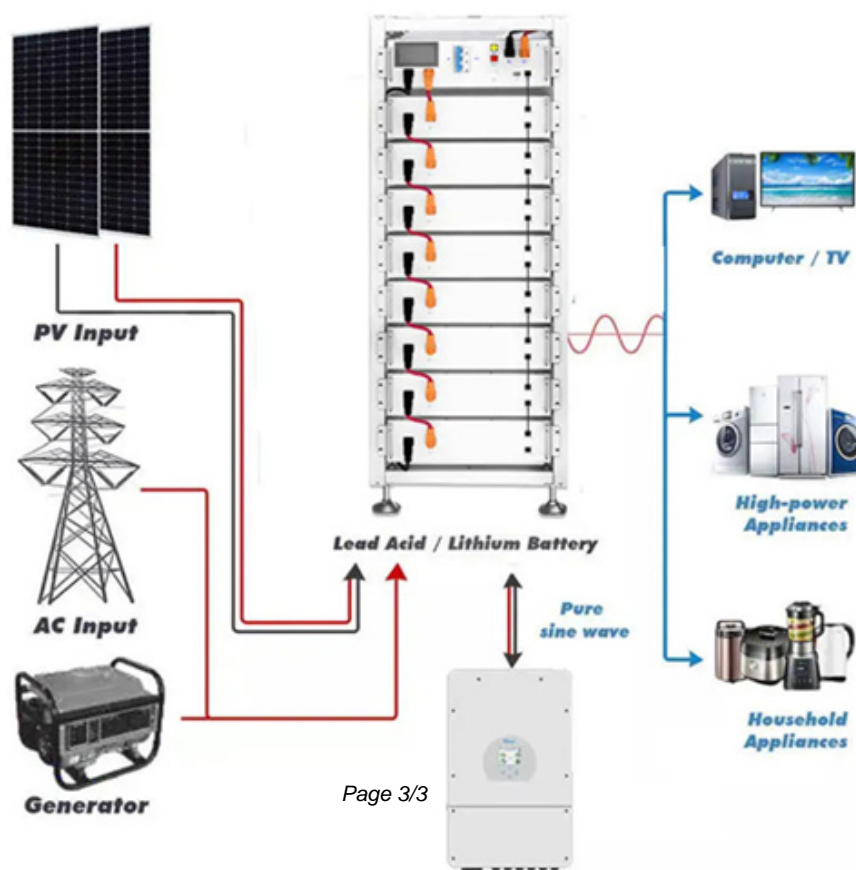 PV Input
AC Input
Generator
Lead Acid / Lithium Battery
Pure
sine wave
Computer / TV
High-power
Appliances
Household
Appliances
Page 3/3